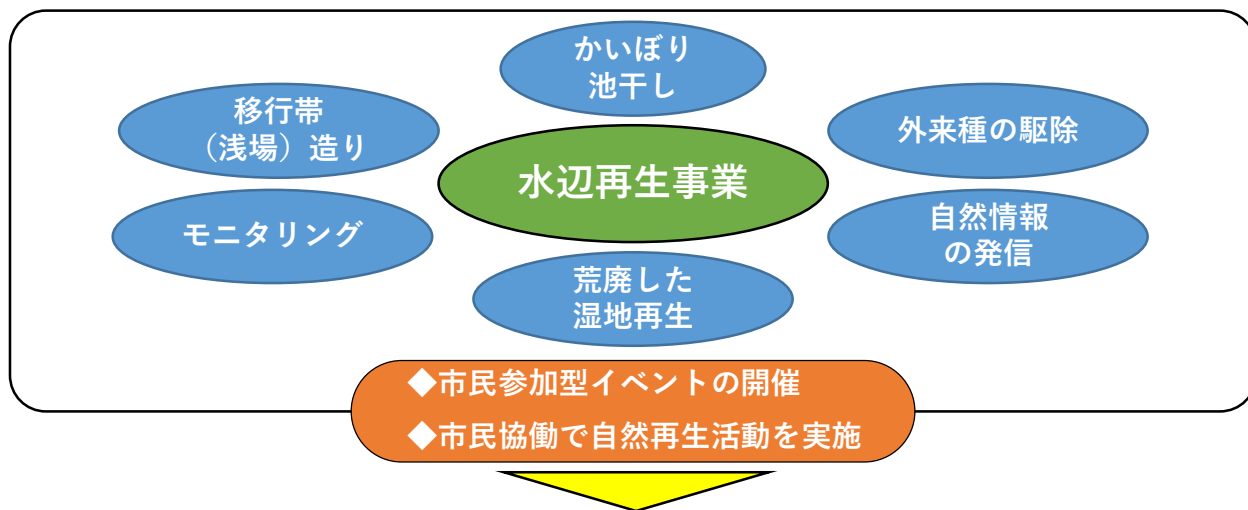 かいぼり
池干し
移行帯
（浅場）造り
外来種の駆除
水辺再生事業
モニタリング
自然情報
の発信
荒廃した
湿地再生
◆市民参加型イベントの開催
◆市民協働で自然再生活動を実施